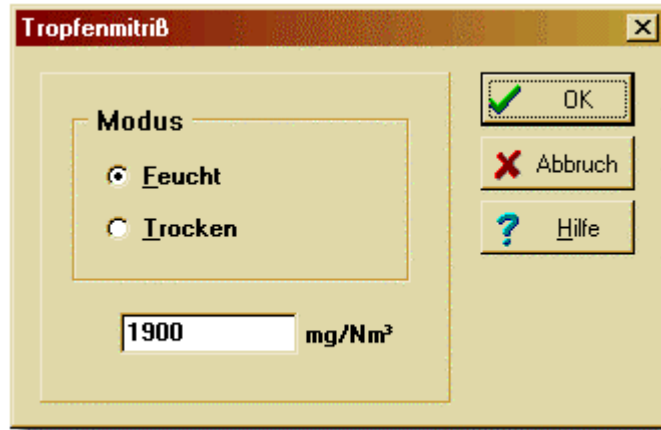 Tropfenmitriß
Modus
Feucht
Trocken
1900 mg/Nm³
OK
Abbruch
Hilfe